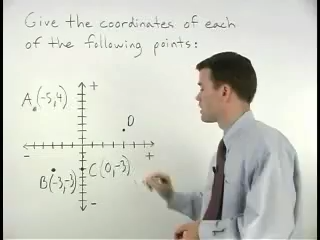 Give the coordinates of each
of the following points:
+
A (-5,4)
D
- +
C (0,-3)
B (-3,-3)
-